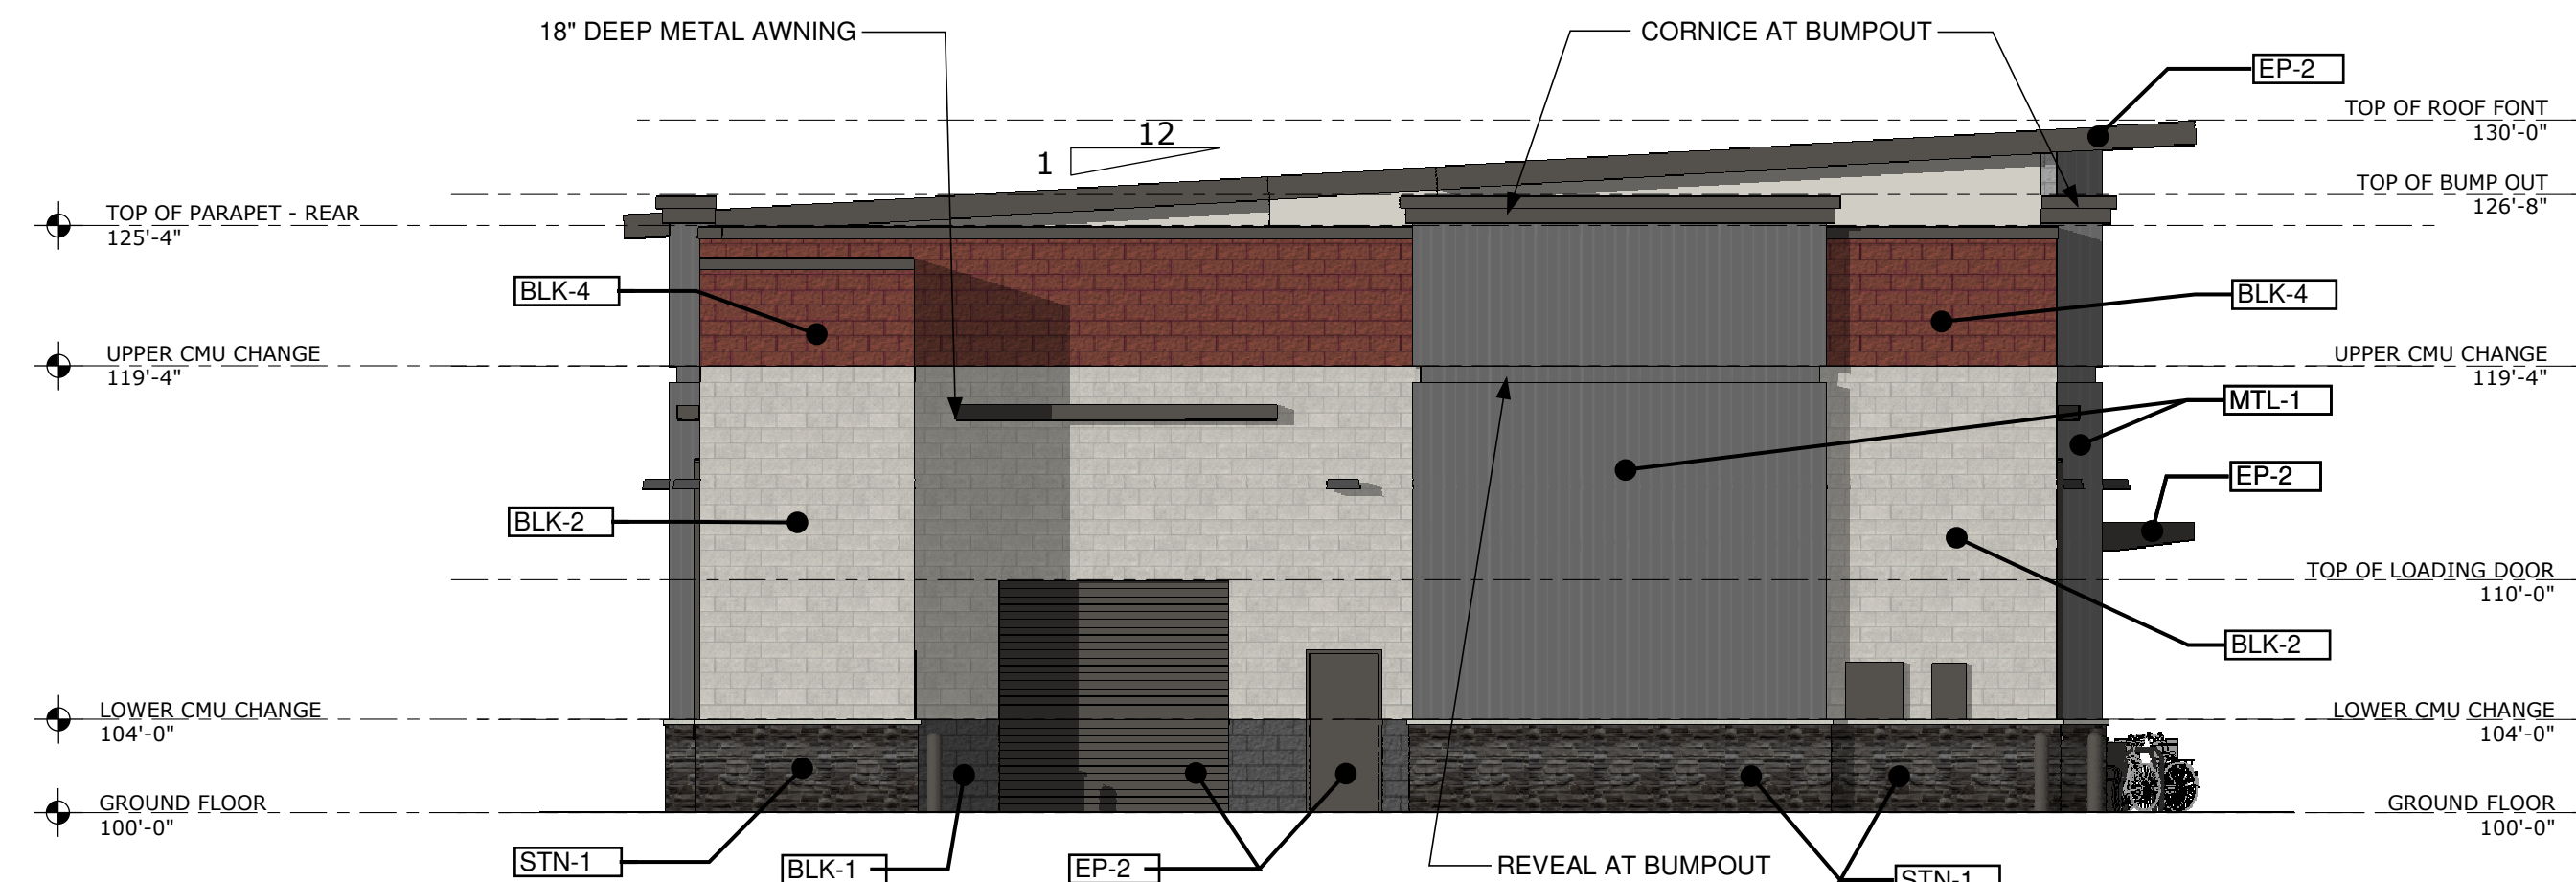 18" DEEP METAL AWNING
CORNICE AT BUMPOUT
EP-2
TOP OF ROOF FONT
130'-0"
12
1
TOP OF BUMP OUT
126'-8"
TOP OF PARAPET - REAR
125'-4"
BLK-4
BLK-4
UPPER CMU CHANGE
119'-4"
UPPER CMU CHANGE
119'-4"
MTL-1
EP-2
BLK-2
TOP OF LOADING DOOR
110'-0"
BLK-2
LOWER CMU CHANGE
104'-0"
LOWER CMU CHANGE
104'-0"
GROUND FLOOR
100'-0"
GROUND FLOOR
100'-0"
STN-1
BLK-1
EP-2
REVEAL AT BUMPOUT
STN-1